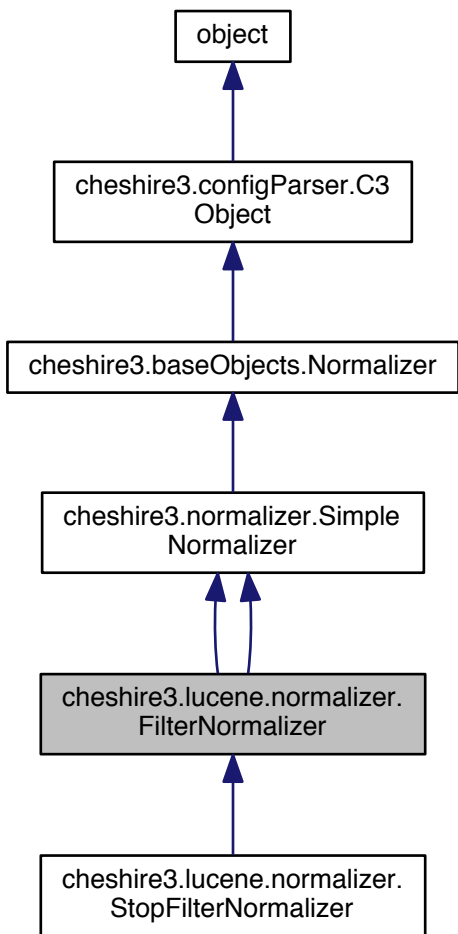 object
cheshire3.configParser.C3
Object
cheshire3.baseObjects.Normalizer
cheshire3.normalizer.Simple
Normalizer
cheshire3.lucene.normalizer.
FilterNormalizer
cheshire3.lucene.normalizer.
StopFilterNormalizer